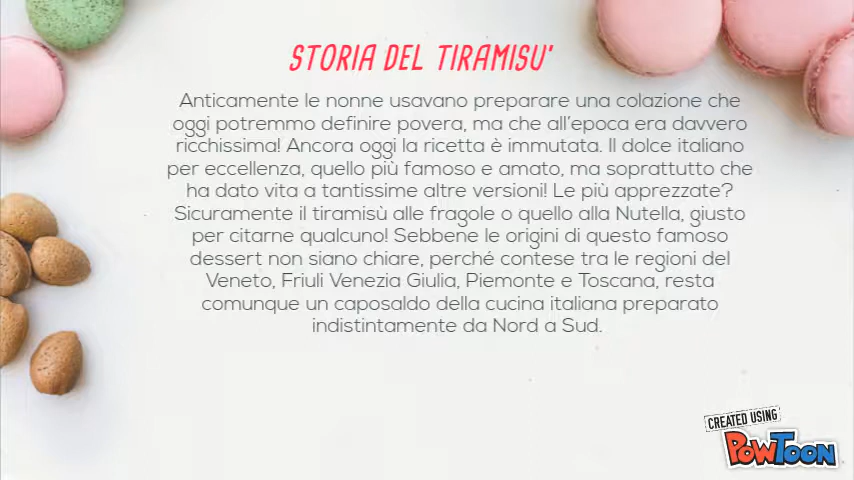 STORIA DEL TIRAMISU'
Anticamente le nonne usavano preparare una colazione che
oggi potremmo definire povera, ma che all'epoca era davvero
ricchissima! Ancora oggi la ricetta è immutata. Il dolce italiano
per eccellenza, quello più famoso e amato, ma soprattutto che
ha dato vita a tantissime altre versioni! Le più apprezzate?
Sicuramente il tiramisù alle fragole o quello alla Nutella, giusto
per citarne qualcuno! Sebbene le origini di questo famoso
dessert non siano chiare, perché contese tra le regioni del
Veneto, Friuli Venezia Giulia, Piemonte e Toscana, resta
comunque un caposaldo della cucina italiana preparato
indistintamente da Nord a Sud.
CREATED USING
POWTOON